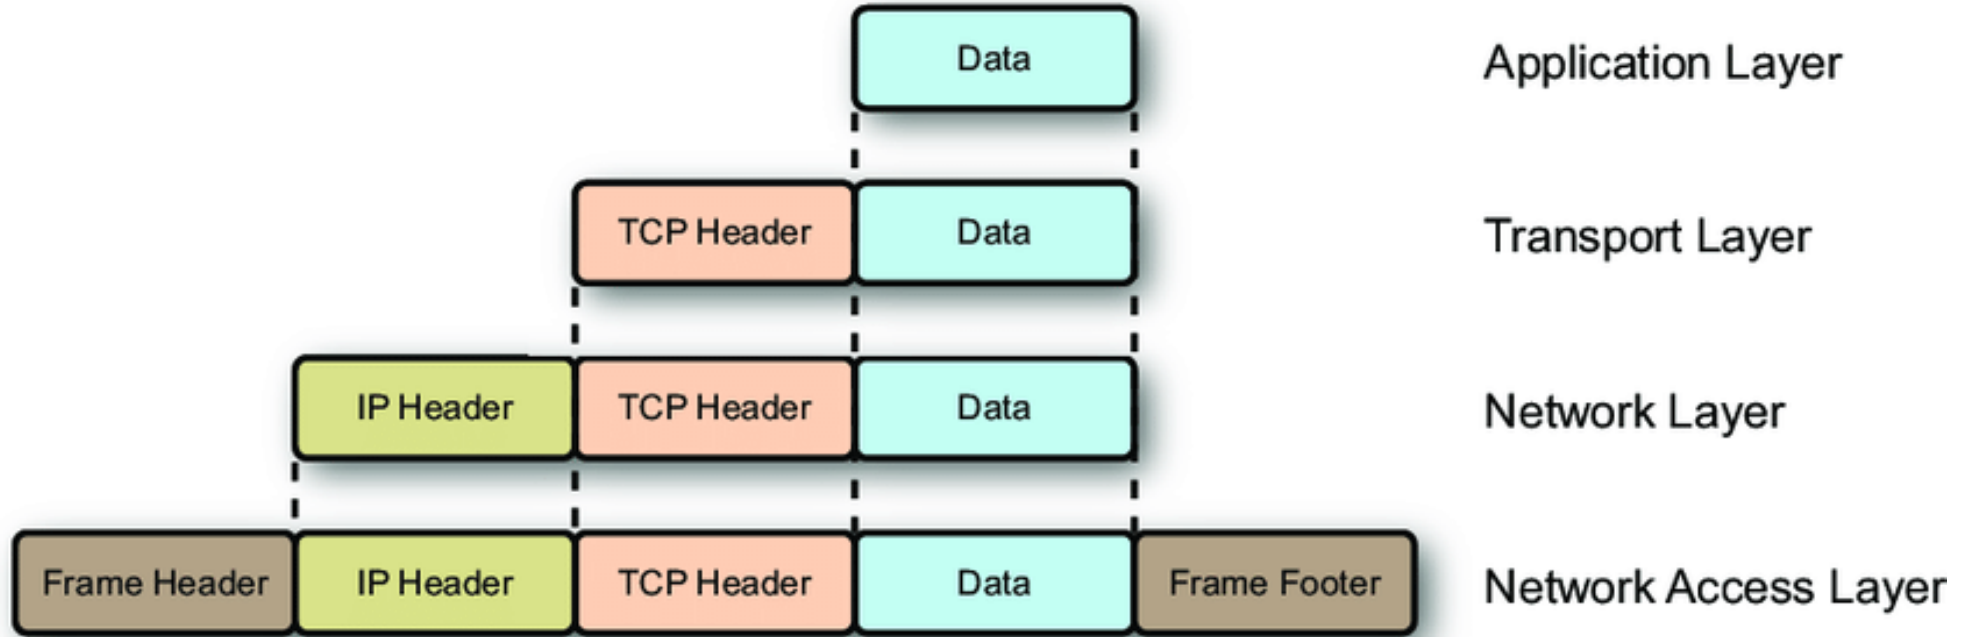 Data Application Layer
TCP Header Data Transport Layer
IP Header TCP Header Data Network Layer
Frame Header IP Header TCP Header Data Frame Footer Network Access Layer